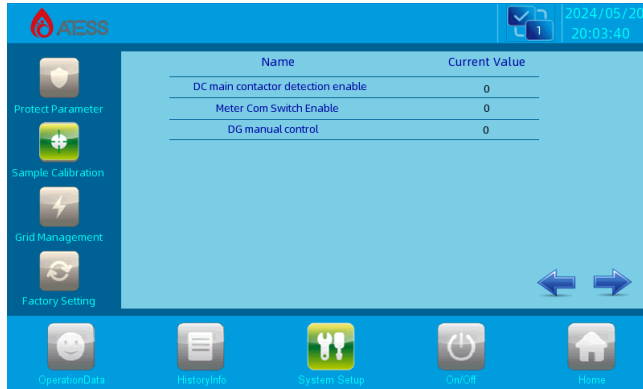 ATESS
2024/05/20
1
20:03:40
Name Current Value
DC main contactor detection enable 0
Meter Com Switch Enable 0
DG manual control 0
Protect Parameter
Sample Calibration
Grid Management
Factory Setting
OperationData HistoryInfo System Setup On/Off Home